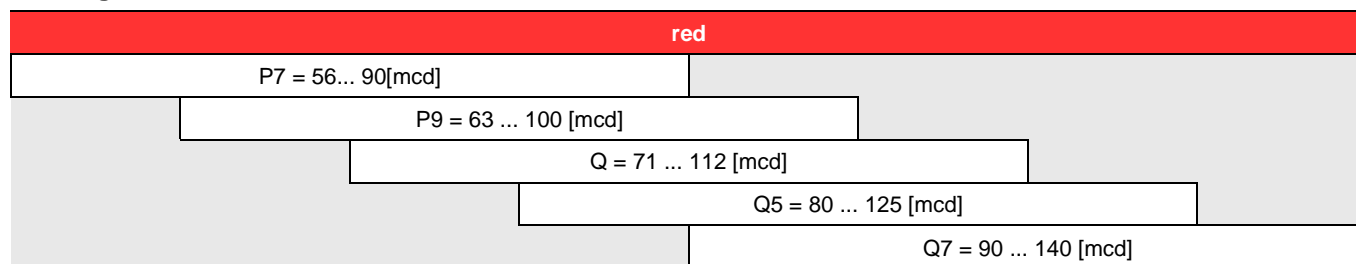 red
P7 = 56... 90[mcd]
P9 = 63 ... 100 [mcd]
Q = 71 ... 112 [mcd]
Q5 = 80 ... 125 [mcd]
Q7 = 90 ... 140 [mcd]